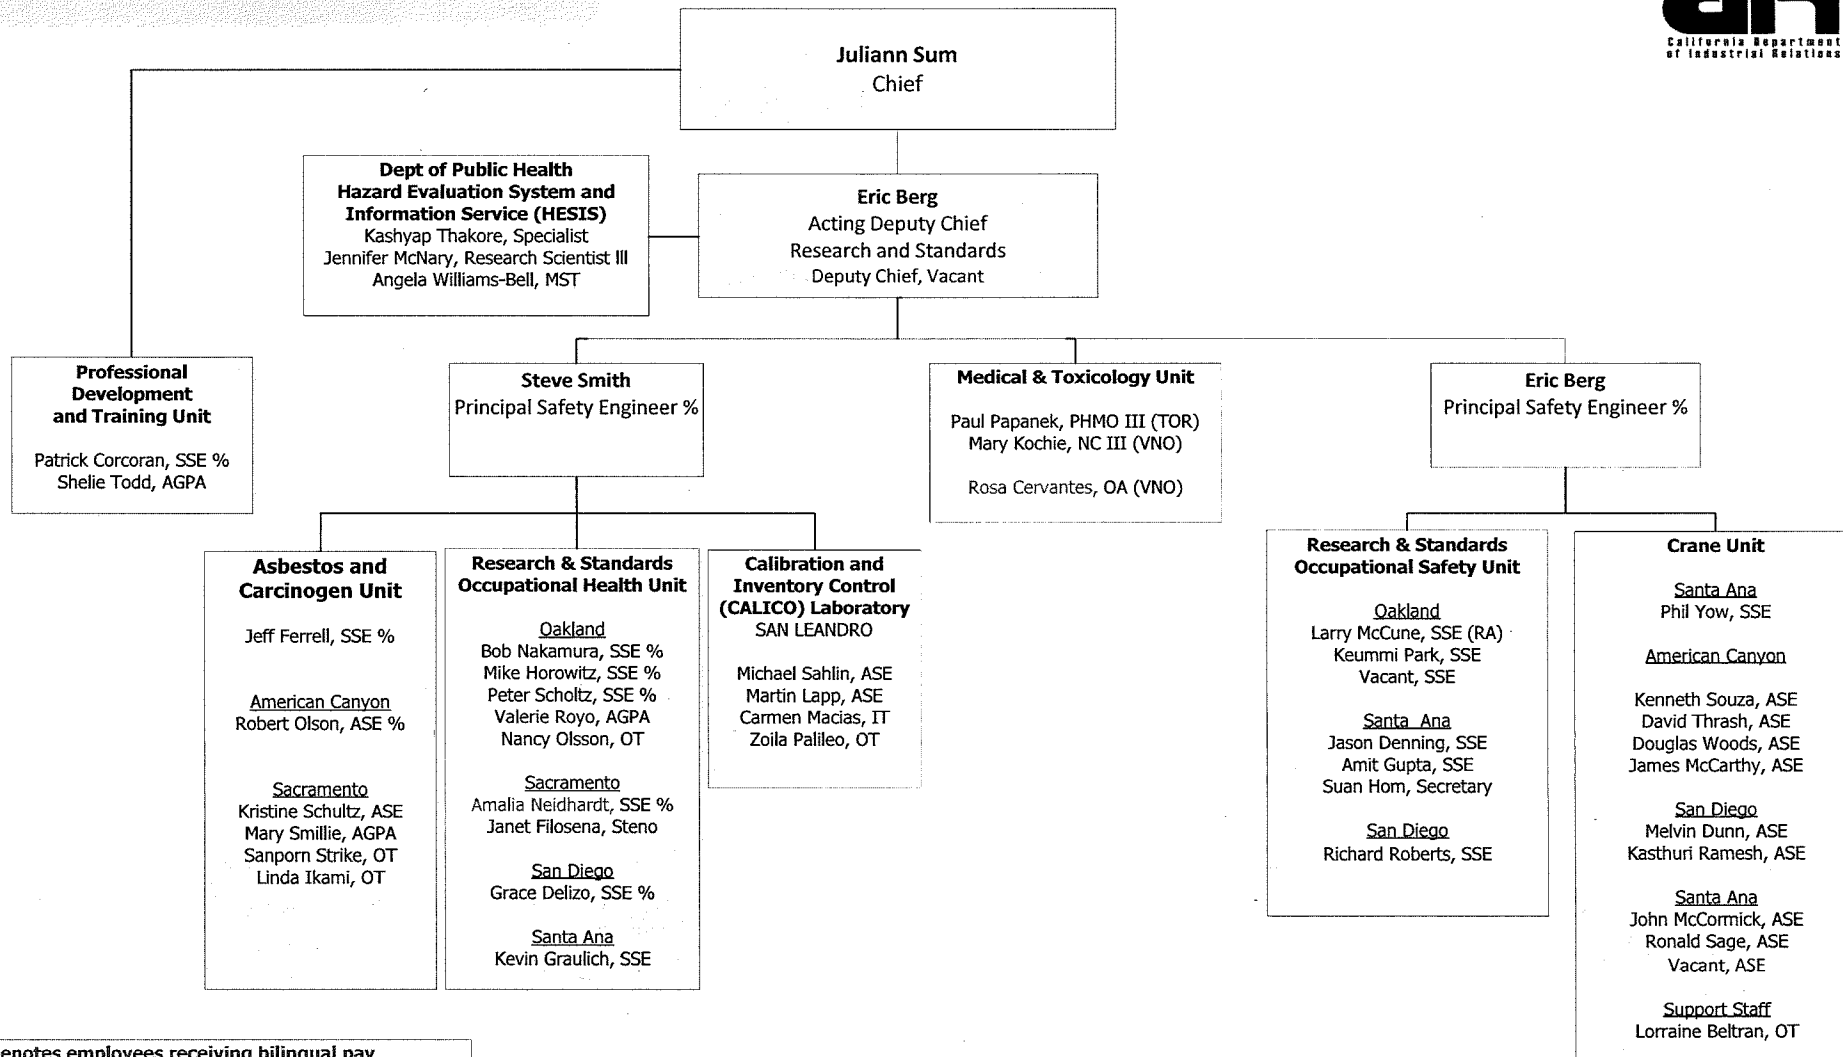 California Department
of Industrial Relations
Juliann Sum
Chief
Dept of Public Health
Hazard Evaluation System and
Information Service (HESIS)
Kashyap Thakore, Specialist
Jennifer McNary, Research Scientist III
Angela Williams-Bell, MST
Eric Berg
Acting Deputy Chief
Research and Standards
Deputy Chief, Vacant
Professional
Development
and Training Unit
Patrick Corcoran, SSE %
Shelie Todd, AGPA
Steve Smith
Principal Safety Engineer %
Medical & Toxicology Unit
Paul Papanek, PHMO III (TOR)
Mary Kochie, NC III (VNO)
Rosa Cervantes, OA (VNO)
Eric Berg
Principal Safety Engineer %
Asbestos and
Carcinogen Unit
Jeff Ferrell, SSE %
American Canyon
Robert Olson, ASE %
Sacramento
Kristine Schultz, ASE
Mary Smillie, AGPA
Sanporn Strike, OT
Linda Ikami, OT
Research & Standards
Occupational Health Unit
Oakland
Bob Nakamura, SSE %
Mike Horowitz, SSE %
Peter Scholtz, SSE %
Valerie Royo, AGPA
Nancy Olsson, OT
Sacramento
Amalia Neidhardt, SSE %
Janet Filosena, Steno
San Diego
Grace Delizo, SSE %
Santa Ana
Kevin Graulich, SSE
Calibration and
Inventory Control
(CALICO) Laboratory
SAN LEANDRO
Michael Sahlin, ASE
Martin Lapp, ASE
Carmen Macias, IT
Zoila Palileo, OT
Research & Standards
Occupational Safety Unit
Oakland
Larry McCune, SSE (RA)
Keummi Park, SSE
Vacant, SSE
Santa Ana
Jason Denning, SSE
Amit Gupta, SSE
Suan Hom, Secretary
San Diego
Richard Roberts, SSE
Crane Unit
Santa Ana
Phil Yow, SSE
American Canyon
Kenneth Souza, ASE
David Thrash, ASE
Douglas Woods, ASE
James McCarthy, ASE
San Diego
Melvin Dunn, ASE
Kasthuri Ramesh, ASE
Santa Ana
John McCormick, ASE
Ronald Sage, ASE
Vacant, ASE
Support Staff
Lorraine Beltran, OT
enotes employees receiving bilingual pay